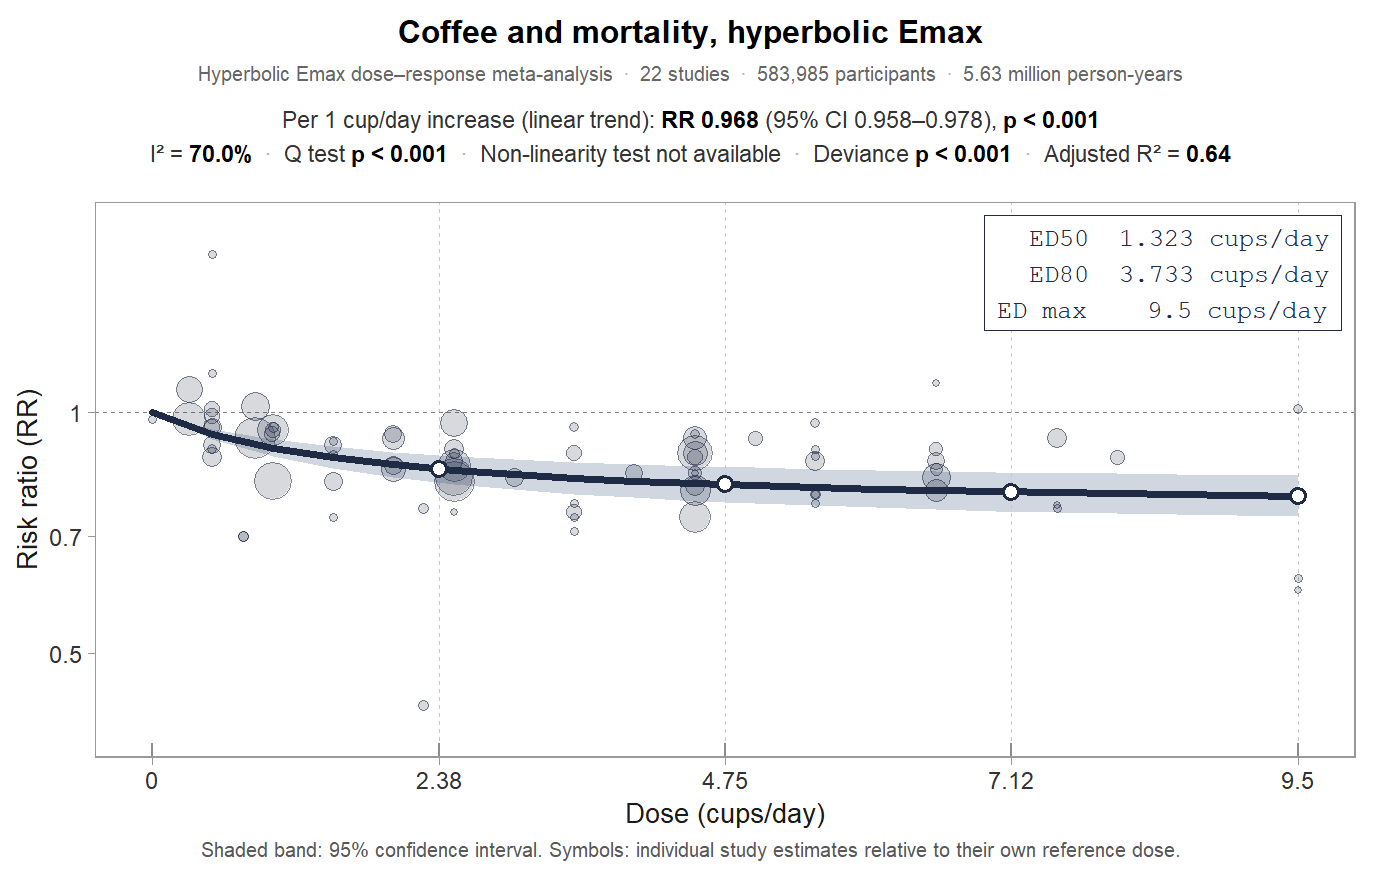 Coffee and mortality, hyperbolic Emax
Hyperbolic Emax dose–response meta-analysis · 22 studies · 583,985 participants · 5.63 million person-years
Per 1 cup/day increase (linear trend): RR 0.968 (95% CI 0.958–0.978), p < 0.001
I² = 70.0% · Q test p < 0.001 · Non-linearity test not available · Deviance p < 0.001 · Adjusted R² = 0.64
ED50 1.323 cups/day
ED80 3.733 cups/day
ED max 9.5 cups/day
Risk ratio (RR)
1
0.7
0.5
0 2.38 4.75 7.12 9.5
Dose (cups/day)
Shaded band: 95% confidence interval. Symbols: individual study estimates relative to their own reference dose.